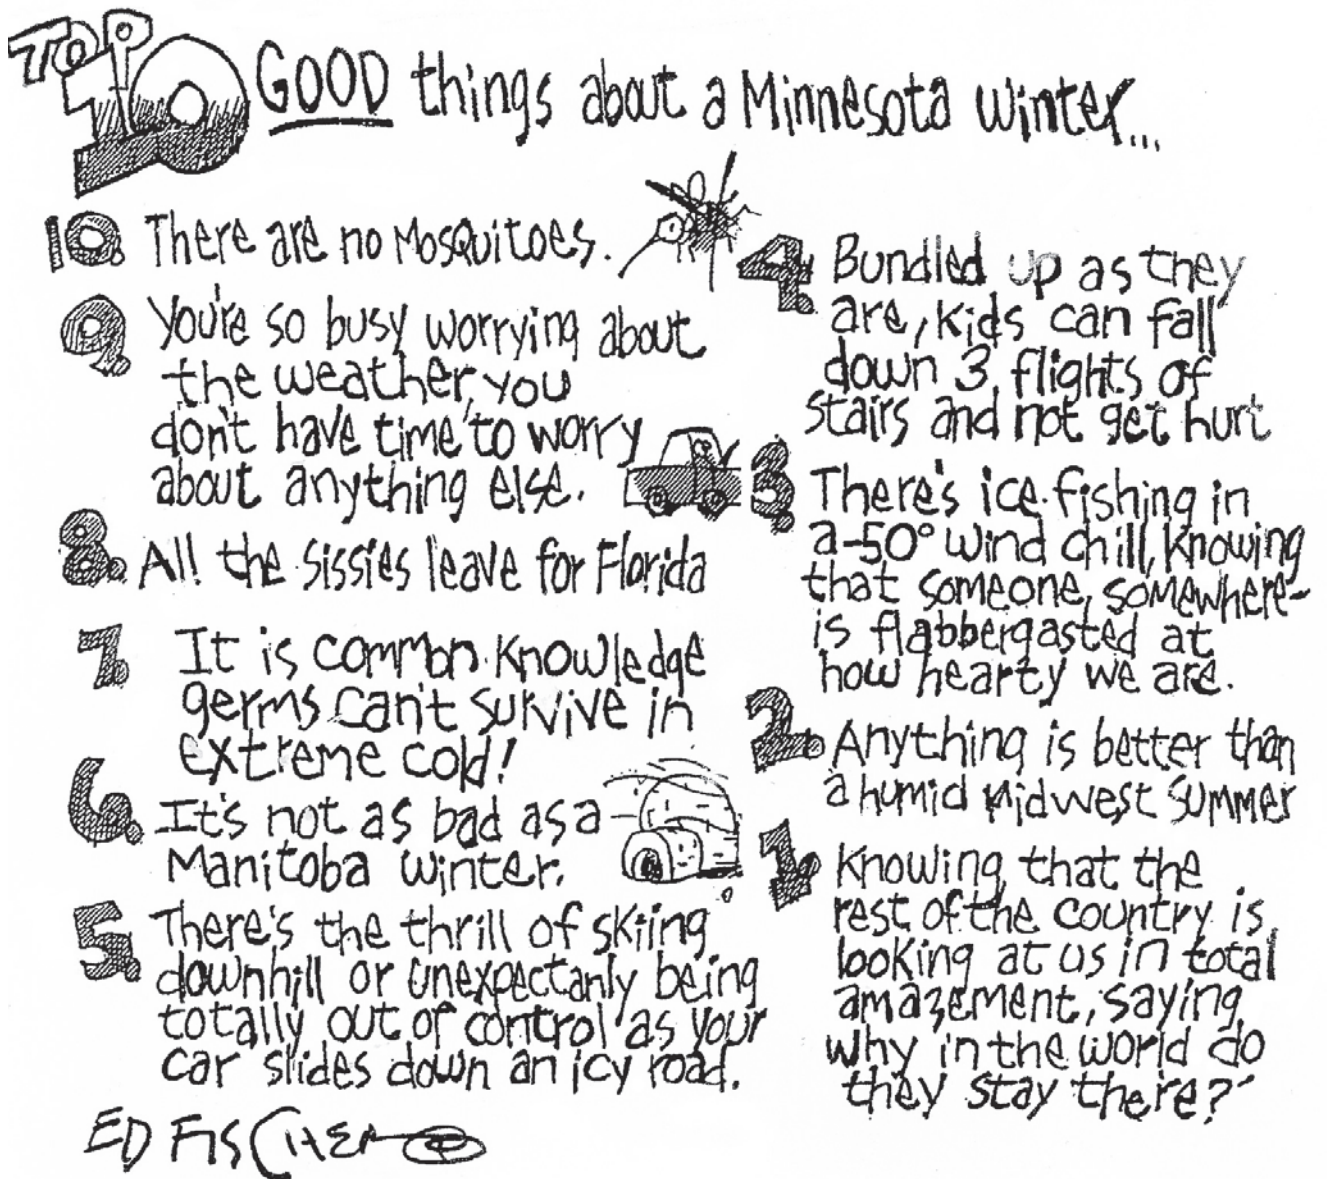 TOP 10 GOOD things about a Minnesota winter...
10. There are no Mosquitoes.
9. You're so busy worrying about
the weather, you
don't have time to worry
about anything else.
8. All the sissies leave for Florida
7. It is common knowledge
germs can't survive in
extreme cold!
6. It's not as bad as a
Manitoba winter.
5. There's the thrill of skiing
downhill or unexpectanly being
totally out of control as your
car slides down an icy road.
4. Bundled up as they
are, kids can fall
down 3 flights of
stairs and not get hurt
3. There's ice fishing in
a -50° wind chill, knowing
that someone, somewhere-
is flabbergasted at
how hearty we are.
2. Anything is better than
a humid Midwest summer
1. Knowing that the
rest of the country is
looking at us in total
amazement, saying
why in the world do
they stay there?"
ED FISCHER